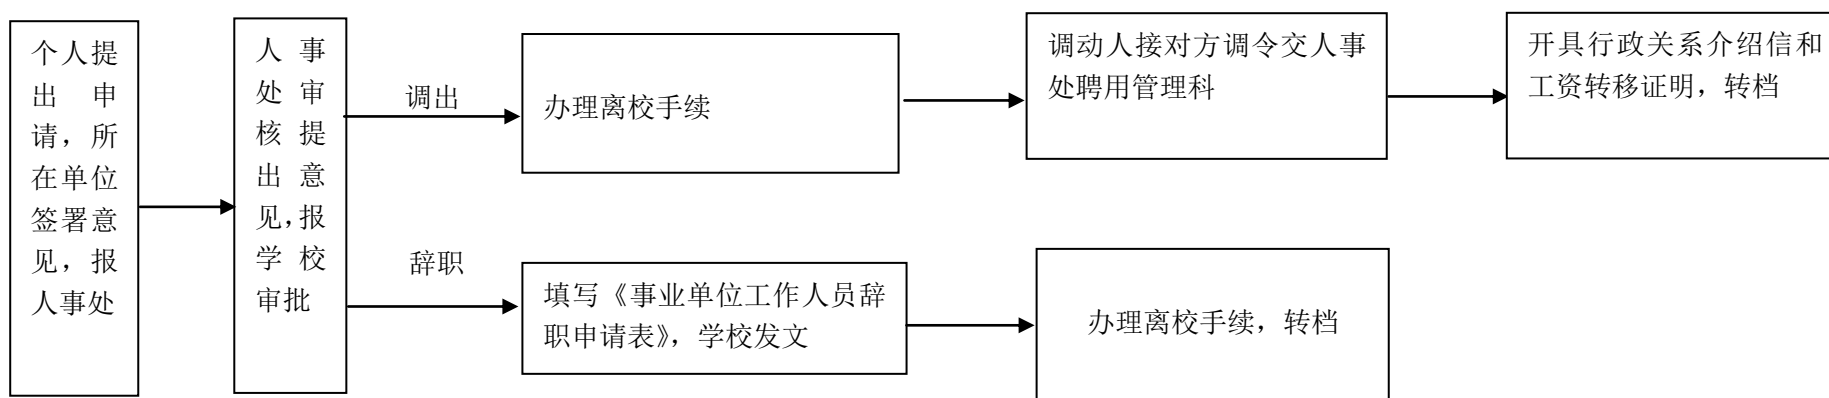 个人提
出申
请，所
在单位
签署意
见，报
人事处
人事
处审
核提
出意
见，报
学校
审批
调出
办理离校手续
调动人接对方调令交人事
处聘用管理科
开具行政关系介绍信和
工资转移证明，转档
辞职
填写《事业单位工作人员辞
职申请表》，学校发文
办理离校手续，转档